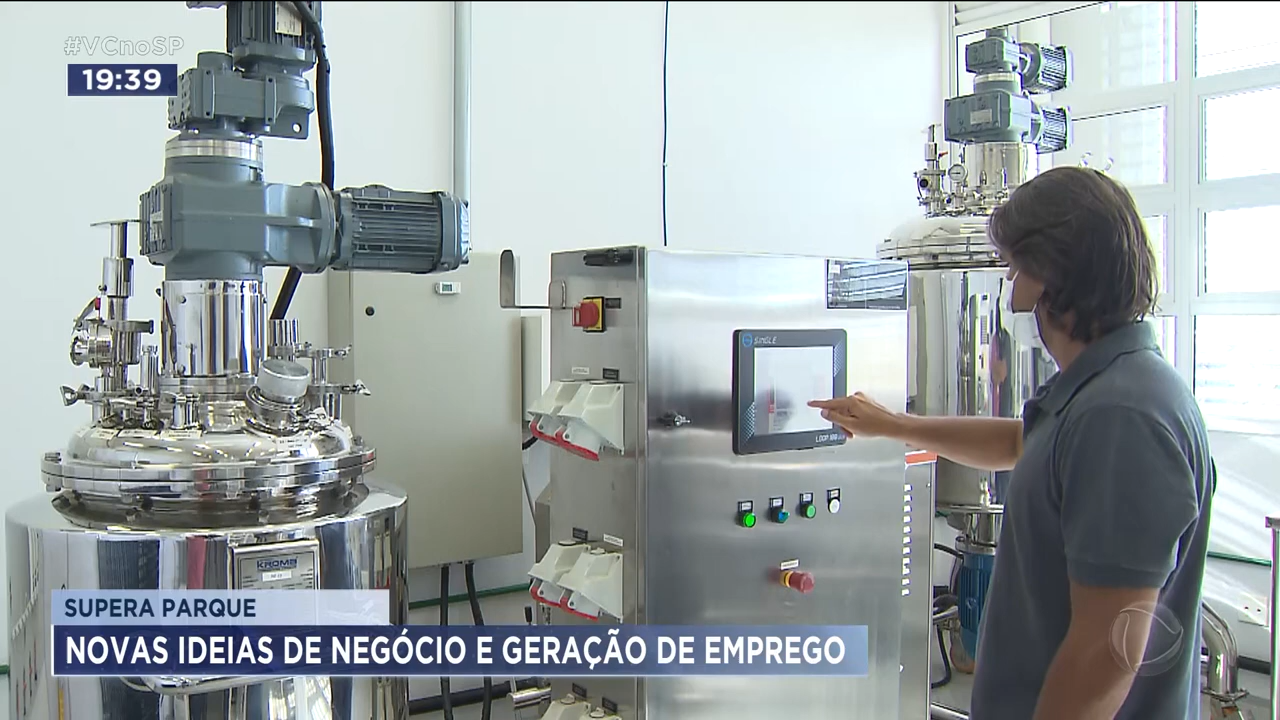 #VCnoSP
19:39
SINGLE
KROMA
SUPERA PARQUE
NOVAS IDEIAS DE NEGÓCIO E GERAÇÃO DE EMPREGO